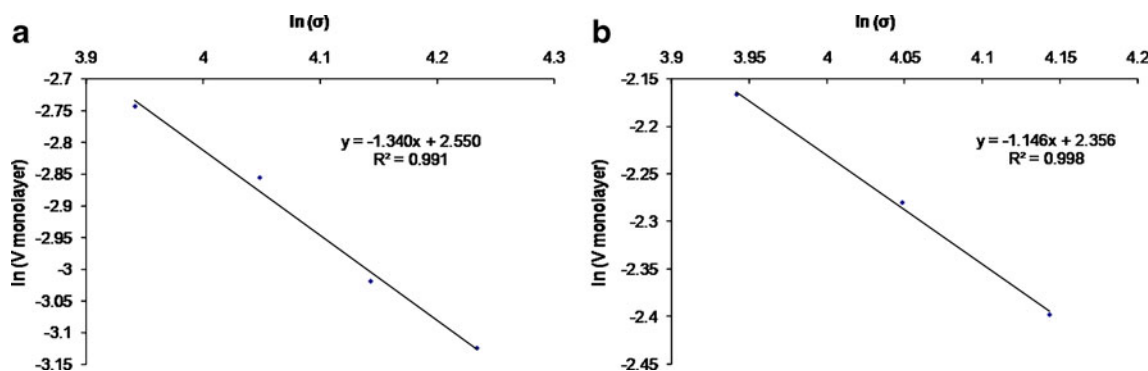 a
ln (σ)
3.9 4 4.1 4.2 4.3
-2.7
-2.75
-2.8
-2.85
-2.9
-2.95
-3
-3.05
-3.1
-3.15
ln (V monolayer)
y = -1.340x + 2.550
R² = 0.991
b
ln (σ)
3.9 3.95 4 4.05 4.1 4.15 4.2
-2.15
-2.2
-2.25
-2.3
-2.35
-2.4
-2.45
ln (V monolayer)
y = -1.146x + 2.356
R² = 0.998